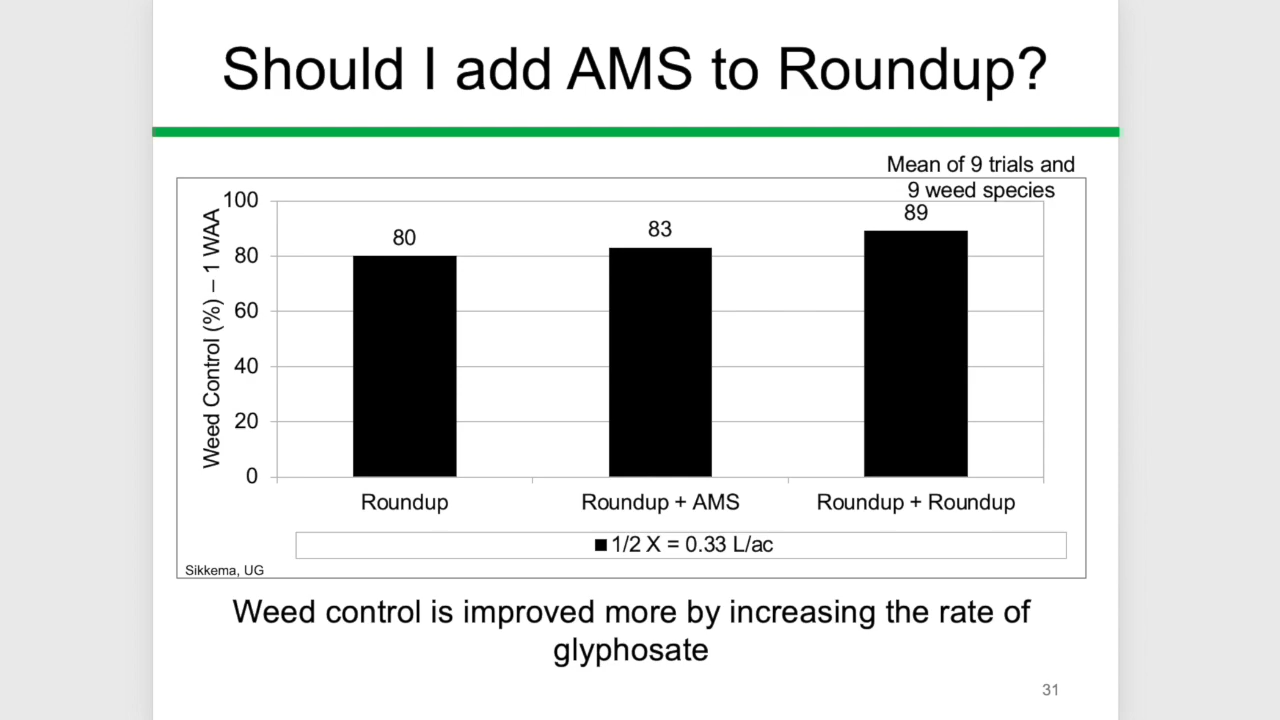 Should I add AMS to Roundup?
Mean of 9 trials and
9 weed species
Weed Control (%) – 1 WAA
100
80
60
40
20
0
80
83
89
Roundup
Roundup + AMS
Roundup + Roundup
1/2 X = 0.33 L/ac
Sikkema, UG
Weed control is improved more by increasing the rate of
glyphosate
31